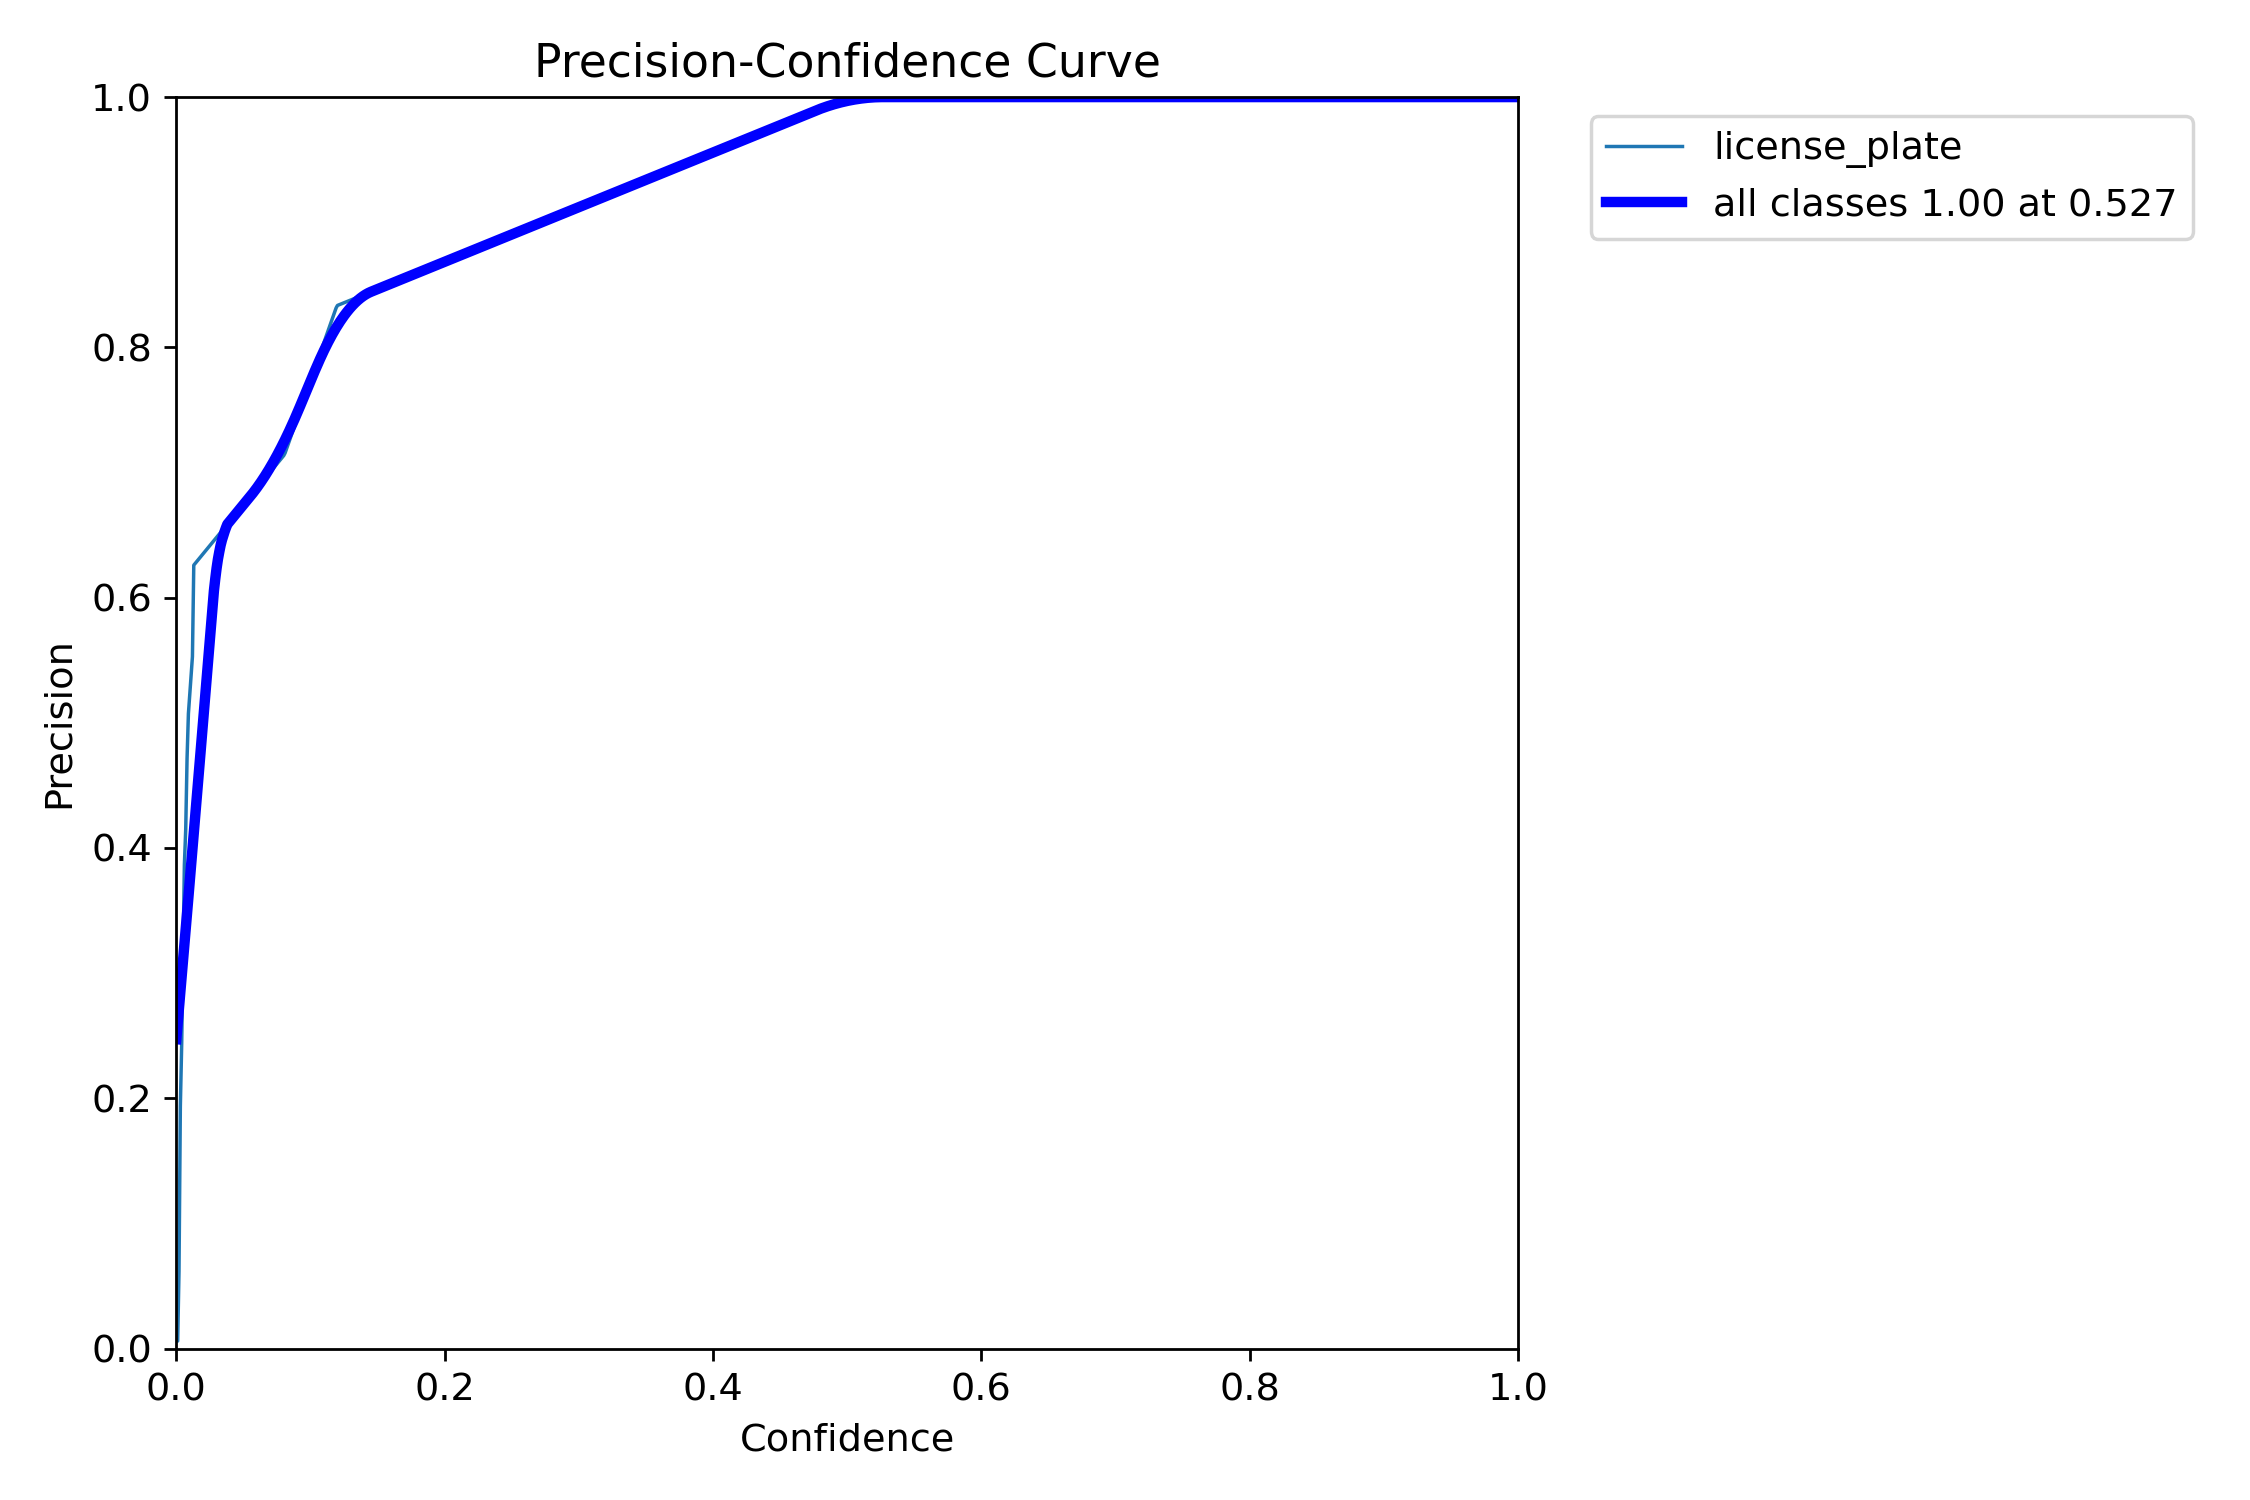 Precision-Confidence Curve
1.0
0.8
0.6
0.4
0.2
0.0
Precision
0.0 0.2 0.4 0.6 0.8 1.0
Confidence
license_plate
all classes 1.00 at 0.527